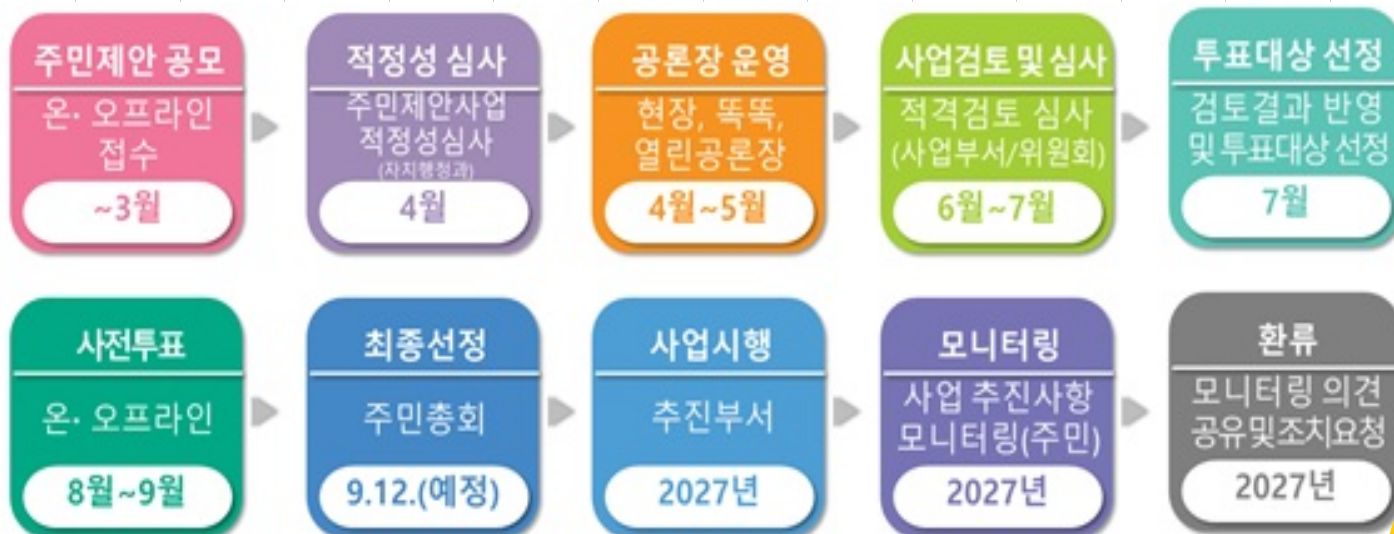 주민제안 공모
온· 오프라인
접수
~3월
적정성 심사
주민제안사업
적정성심사
(자치행정과)
4월
공론장 운영
현장, 똑똑,
열린공론장
4월~5월
사업검토 및 심사
적격검토 심사
(사업부서/위원회)
6월~7월
투표대상 선정
검토결과 반영
및 투표대상 선정
7월
사전투표
온· 오프라인
8월~9월
최종선정
주민총회
9.12.(예정)
사업시행
추진부서
2027년
모니터링
사업 추진사항
모니터링(주민)
2027년
환류
모니터링 의견
공유및조치요청
2027년